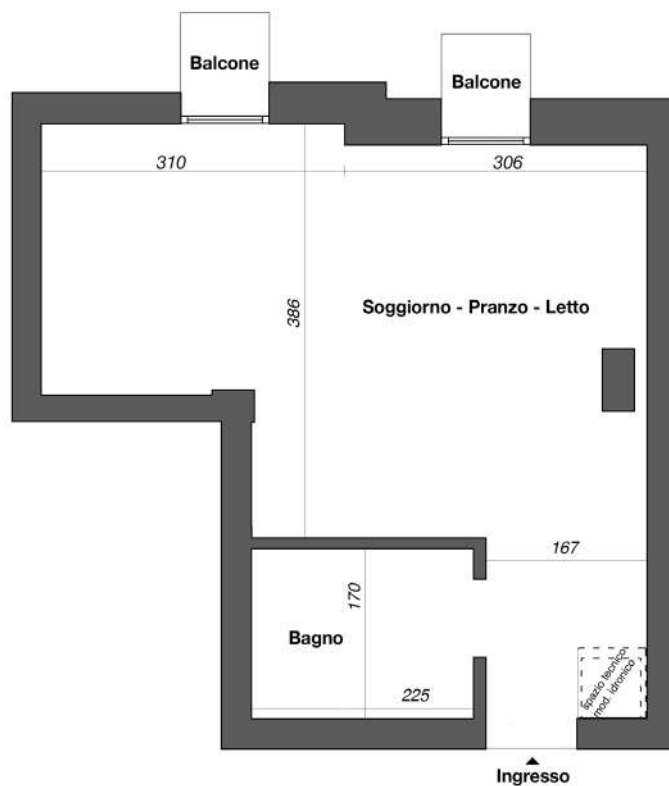 Balcone
Balcone
310
306
386
Soggiorno - Pranzo - Letto
167
170
Bagno
spazio tecnico
mod. idronico
225
Ingresso